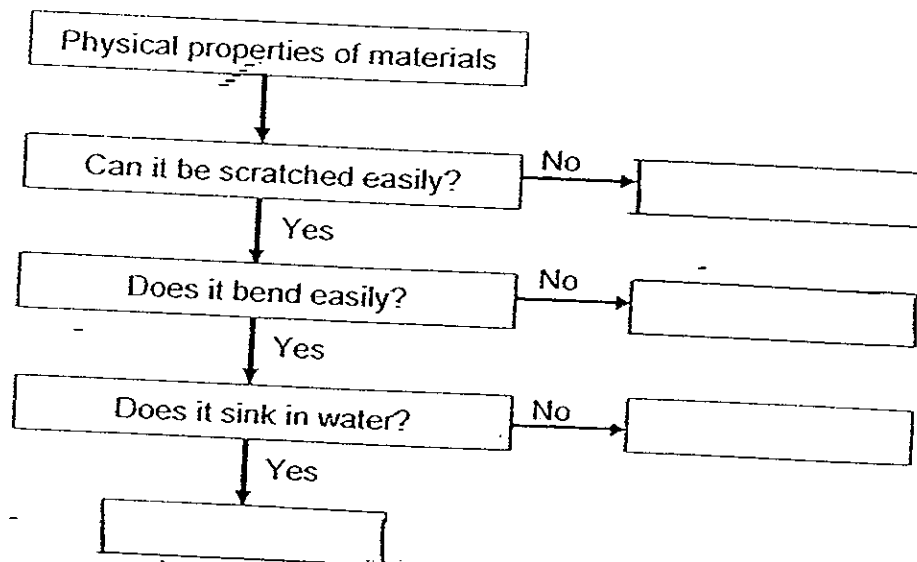 Physical properties of materials
Can it be scratched easily?
No
Yes
Does it bend easily?
No
Yes
Does it sink in water?
No
Yes